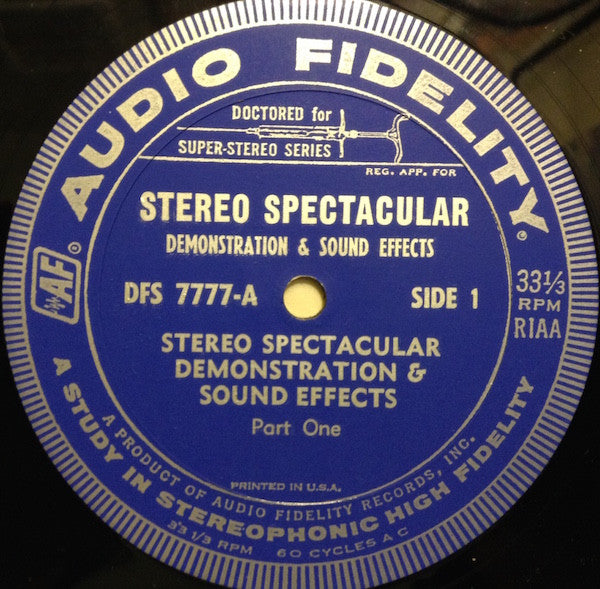 AUDIO FIDELITY®
DOCTORED for
SUPER-STEREO SERIES
REG. APP. FOR
STEREO SPECTACULAR
DEMONSTRATION & SOUND EFFECTS
DFS 7777-A
SIDE 1
AF®
33⅓
RPM
RIAA
STEREO SPECTACULAR
DEMONSTRATION &
SOUND EFFECTS
Part One
PRINTED IN U.S.A.
A PRODUCT OF AUDIO FIDELITY RECORDS, INC.
A STUDY IN STEREOPHONIC HIGH FIDELITY
33 1/3 RPM 60 CYCLES A C